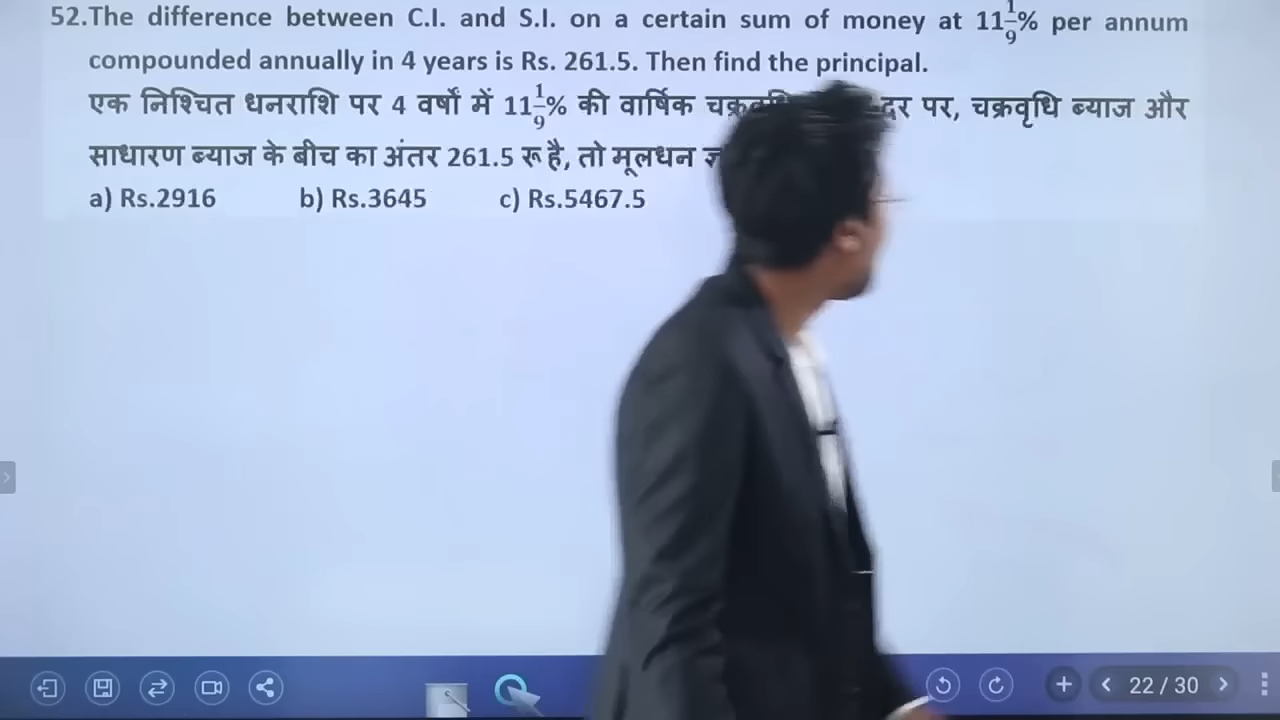 52.The difference between C.I. and S.I. on a certain sum of money at 11 1/9% per annum
compounded annually in 4 years is Rs. 261.5. Then find the principal.
एक निश्चित धनराशि पर 4 वर्षों में 11 1/9% की वार्षिक दर पर, चक्रवृधि ब्याज और
साधारण ब्याज के बीच का अंतर 261.5 रू है, तो मूलधन
a) Rs.2916 b) Rs.3645 c) Rs.5467.5
22 / 30